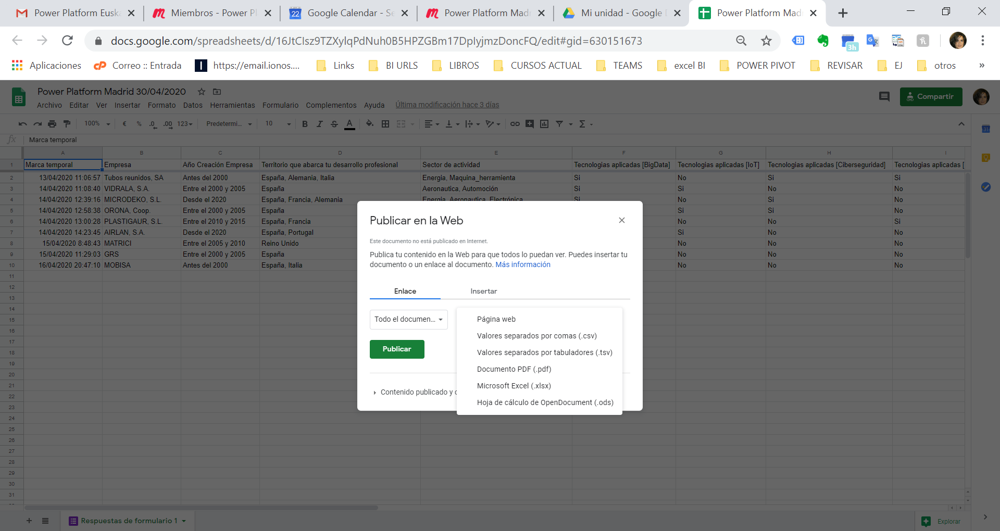 Power Platform Eusk
Miembros - Power Pl
22
Google Calendar - Se
Power Platform Madr
Mi unidad - Google
Power Platform Mad
docs.google.com/spreadsheets/d/16JtCIsz9TZXylqPdNuh0B5HPZGBm17DpIyjmzDoncFQ/edit#gid=630151673
3h
Aplicaciones
Correo :: Entrada
https://email.ionos....
Links
BI URLS
LIBROS
CURSOS ACTUAL
TEAMS
excel BI
POWER PIVOT
REVISAR
EJ
otros
»
Power Platform Madrid 30/04/2020
Archivo Editar Ver Insertar Formato Datos Herramientas Formulario Complementos Ayuda Última modificación hace 3 días
Compartir
100% € % .0 .00 123 Predetermi... 10 B I S A Σ
31
fx Marca temporal
A B C D E F G H I
1 Marca temporal Empresa Año Creación Empresa Territorio que abarca tu desarrollo profesional Sector de actividad Tecnologias aplicadas [BigData] Tecnologias aplicadas [IoT] Tecnologias aplicadas [Ciberseguridad] Tecnologias aplicadas [
2 13/04/2020 11:06:57 Tubos reunidos, SA Antes del 2000 España, Alemania, Italia Energia, Maquina_herramienta Si No Si Si
3 14/04/2020 11:08:40 VIDRALA, S.A. Entre el 2000 y 2005 España Aeronautica, Automoción Si Si No No
4 14/04/2020 12:39:16 MICRODEKO, S.L. Desde el 2020 España, Francia, Alemania Energia, Aeronautica, Electrónica Si No Si No
5 14/04/2020 12:58:38 ORONA, Coop. Entre el 2000 y 2005 España Si Si No
6 14/04/2020 13:00:28 PLASTIGAUR, S.L. Entre el 2010 y 2015 España, Francia No No Si
7 14/04/2020 14:23:45 AIRLAN, S.A. Desde el 2020 España, Portugal Si No No
8 15/04/2020 8:48:43 MATRICI Entre el 2005 y 2010 Reino Unido No No No
9 15/04/2020 11:29:03 GRS Entre el 2000 y 2005 España No No No
10 16/04/2020 20:47:10 MOBISA Antes del 2000 España, Italia No No No
11
12
13
14
15
16
17
18
19
20
21
22
23
24
25
26
27
28
29
30
31
Publicar en la Web
Este documento no está publicado en Internet.
Publica tu contenido en la Web para que todos lo puedan ver. Puedes insertar tu
documento o un enlace al documento. Más información
Enlace Insertar
Todo el documen...
Publicar
Contenido publicado y c
Página web
Valores separados por comas (.csv)
Valores separados por tabuladores (.tsv)
Documento PDF (.pdf)
Microsoft Excel (.xlsx)
Hoja de cálculo de OpenDocument (.ods)
Respuestas de formulario 1
Explorar